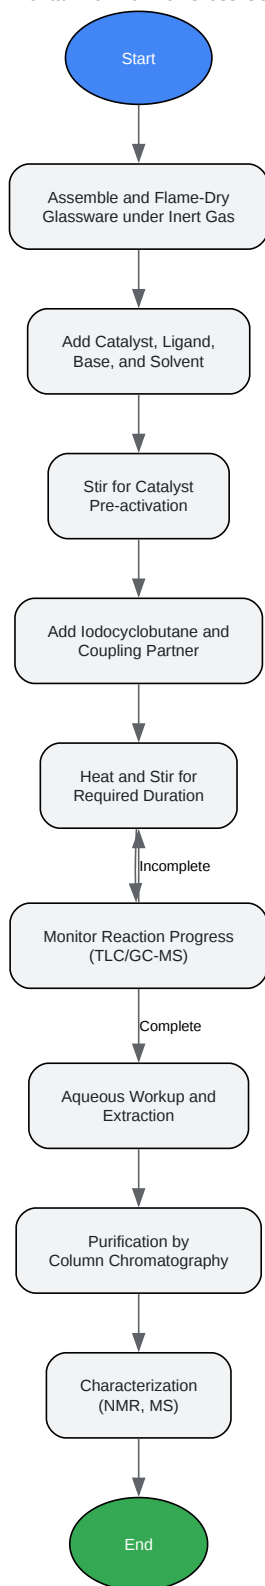 Start
Assemble and Flame-Dry
Glassware under Inert Gas
Add Catalyst, Ligand,
Base, and Solvent
Stir for Catalyst
Pre-activation
Add Iodocyclobutane and
Coupling Partner
Heat and Stir for
Required Duration
Incomplete
Monitor Reaction Progress
(TLC/GC-MS)
Complete
Aqueous Workup and
Extraction
Purification by
Column Chromatography
Characterization
(NMR, MS)
End